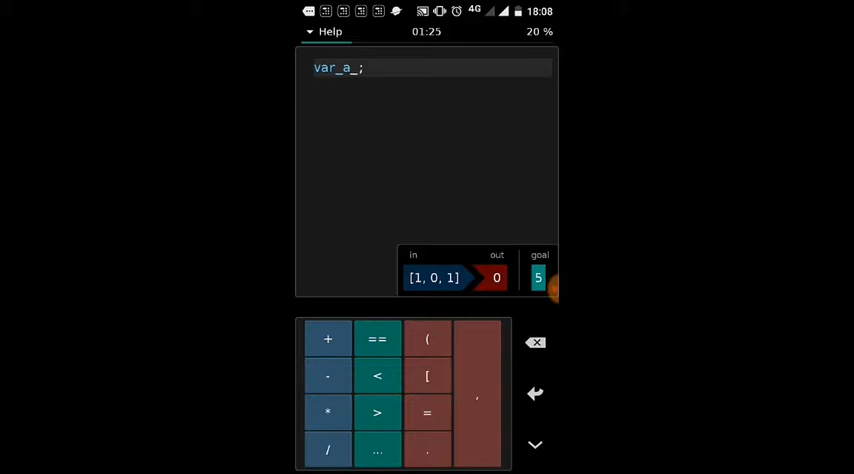 4G 18:08
Help 01:25 20 %
var_a_;
in out goal
[1, 0, 1] 0 5
+ == (
- < [
,
* > =
/ ... .